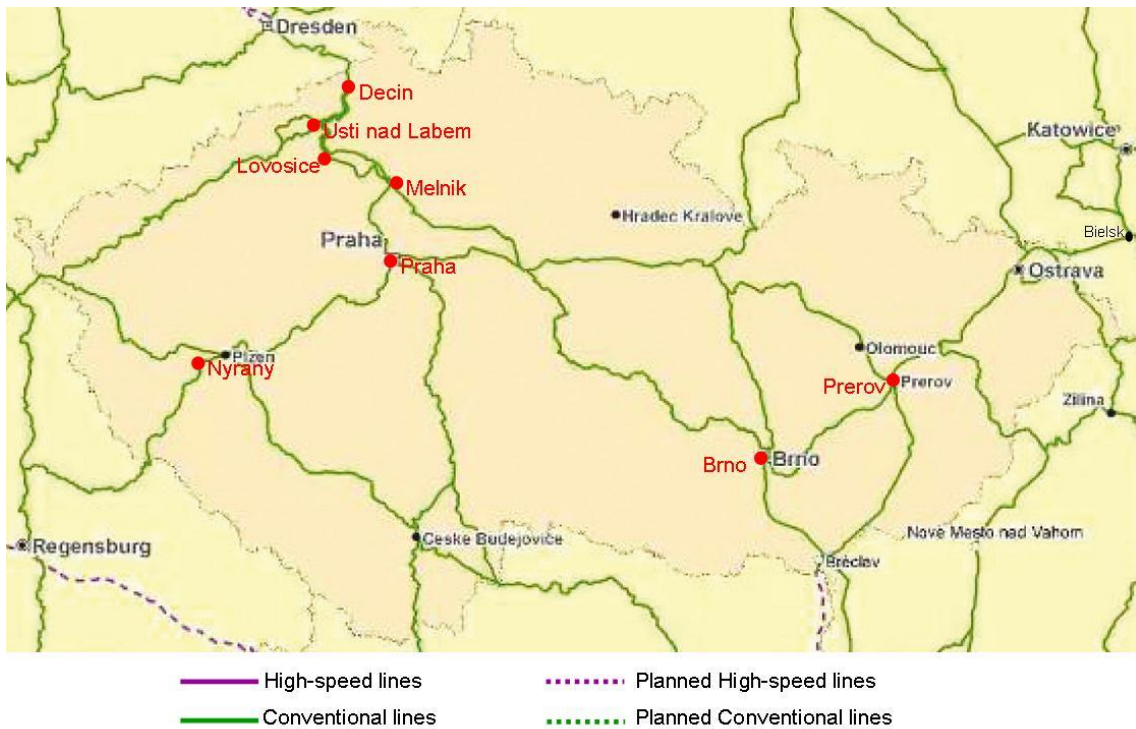 Dresden
Decin
Usti nad Labem
Katowice
Lovosice
Melnik
Hradec Kralove
Bielsk
Praha
Praha
Ostrava
Plzen
Nyrany
Olomouc
Prerov
Prerov
Zilina
Brno
Brno
Ceske Budejovice
Nove Mesto nad Vahom
Regensburg
Breclav
High-speed lines
Planned High-speed lines
Conventional lines
Planned Conventional lines